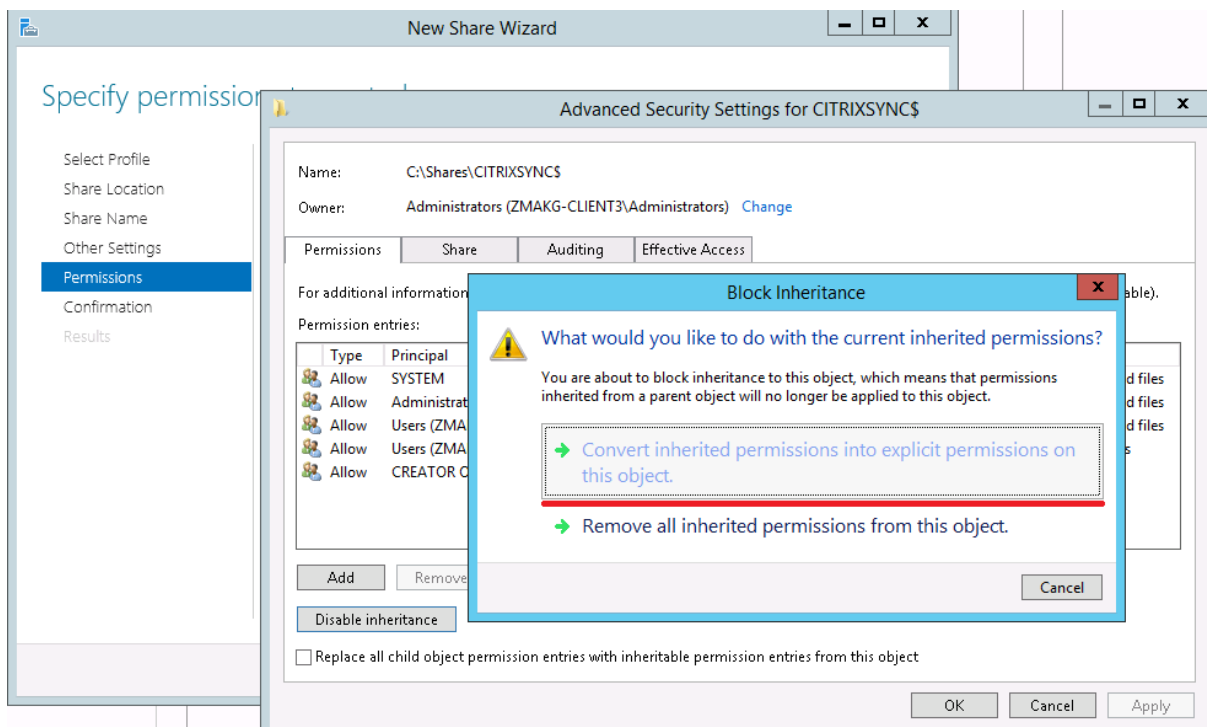 New Share Wizard
Specify permission
Select Profile
Share Location
Share Name
Other Settings
Permissions
Confirmation
Results
Advanced Security Settings for CITRIXSYNC$
Name: C:\Shares\CITRIXSYNC$
Owner: Administrators (ZMAKG-CLIENT3\Administrators) Change
Permissions Share Auditing Effective Access
For additional information able).
Permission entries:
Type Principal
Allow SYSTEM d files
Allow Administrat d files
Allow Users (ZMA d files
Allow Users (ZMA s
Allow CREATOR O
Add Remove
Disable inheritance
Replace all child object permission entries with inheritable permission entries from this object
OK Cancel Apply
Block Inheritance
What would you like to do with the current inherited permissions?
You are about to block inheritance to this object, which means that permissions
inherited from a parent object will no longer be applied to this object.
Convert inherited permissions into explicit permissions on
this object.
Remove all inherited permissions from this object.
Cancel